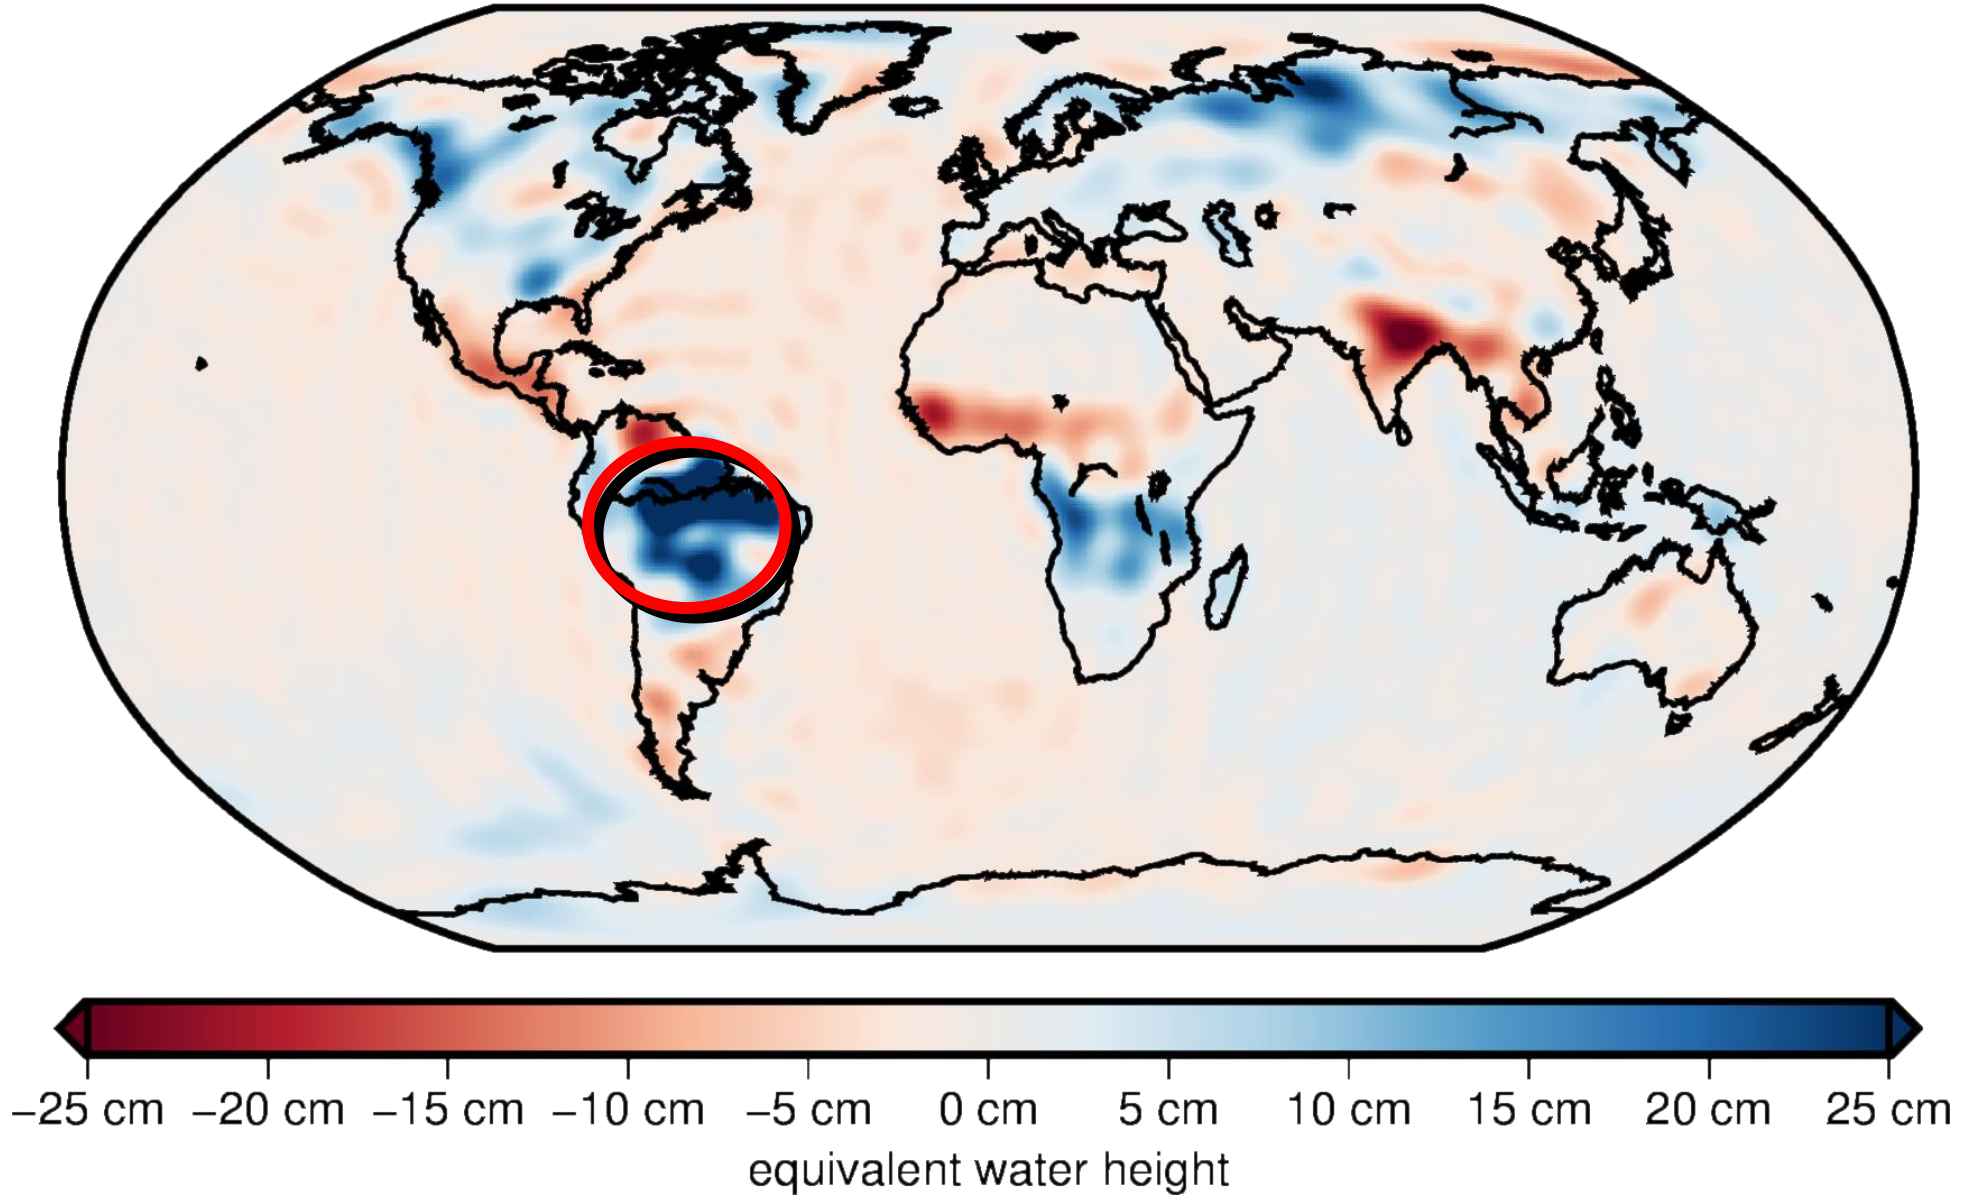 −25 cm −20 cm −15 cm −10 cm −5 cm 0 cm 5 cm 10 cm 15 cm 20 cm 25 cm
equivalent water height